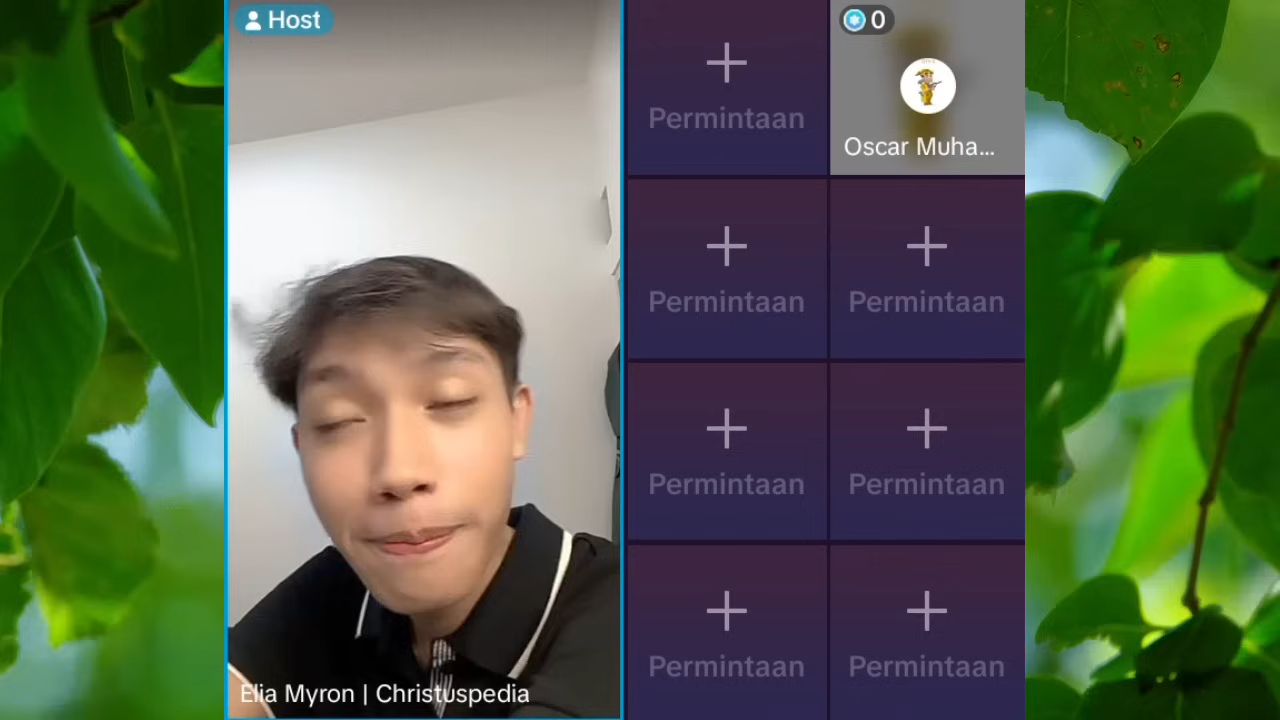 Host
Elia Myron | Christuspedia
Permintaan
0
Oscar Muha...
Permintaan
Permintaan
Permintaan
Permintaan
Permintaan
Permintaan